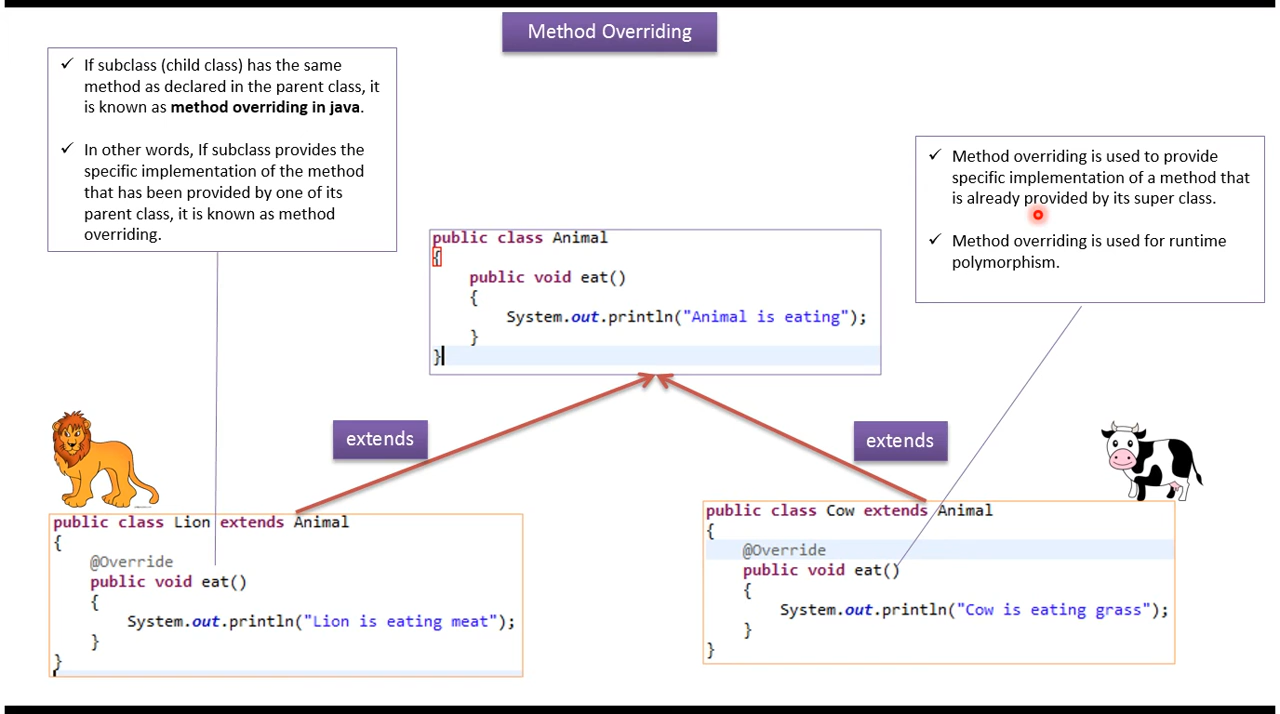 Method Overriding
✓ If subclass (child class) has the same
method as declared in the parent class, it
is known as method overriding in java.
✓ In other words, If subclass provides the
specific implementation of the method
that has been provided by one of its
parent class, it is known as method
overriding.
✓ Method overriding is used to provide
specific implementation of a method that
is already provided by its super class.
✓ Method overriding is used for runtime
polymorphism.
public class Animal
{
public void eat()
{
System.out.println("Animal is eating");
}
}
extends
extends
public class Lion extends Animal
{
@Override
public void eat()
{
System.out.println("Lion is eating meat");
}
}
public class Cow extends Animal
{
@Override
public void eat()
{
System.out.println("Cow is eating grass");
}
}